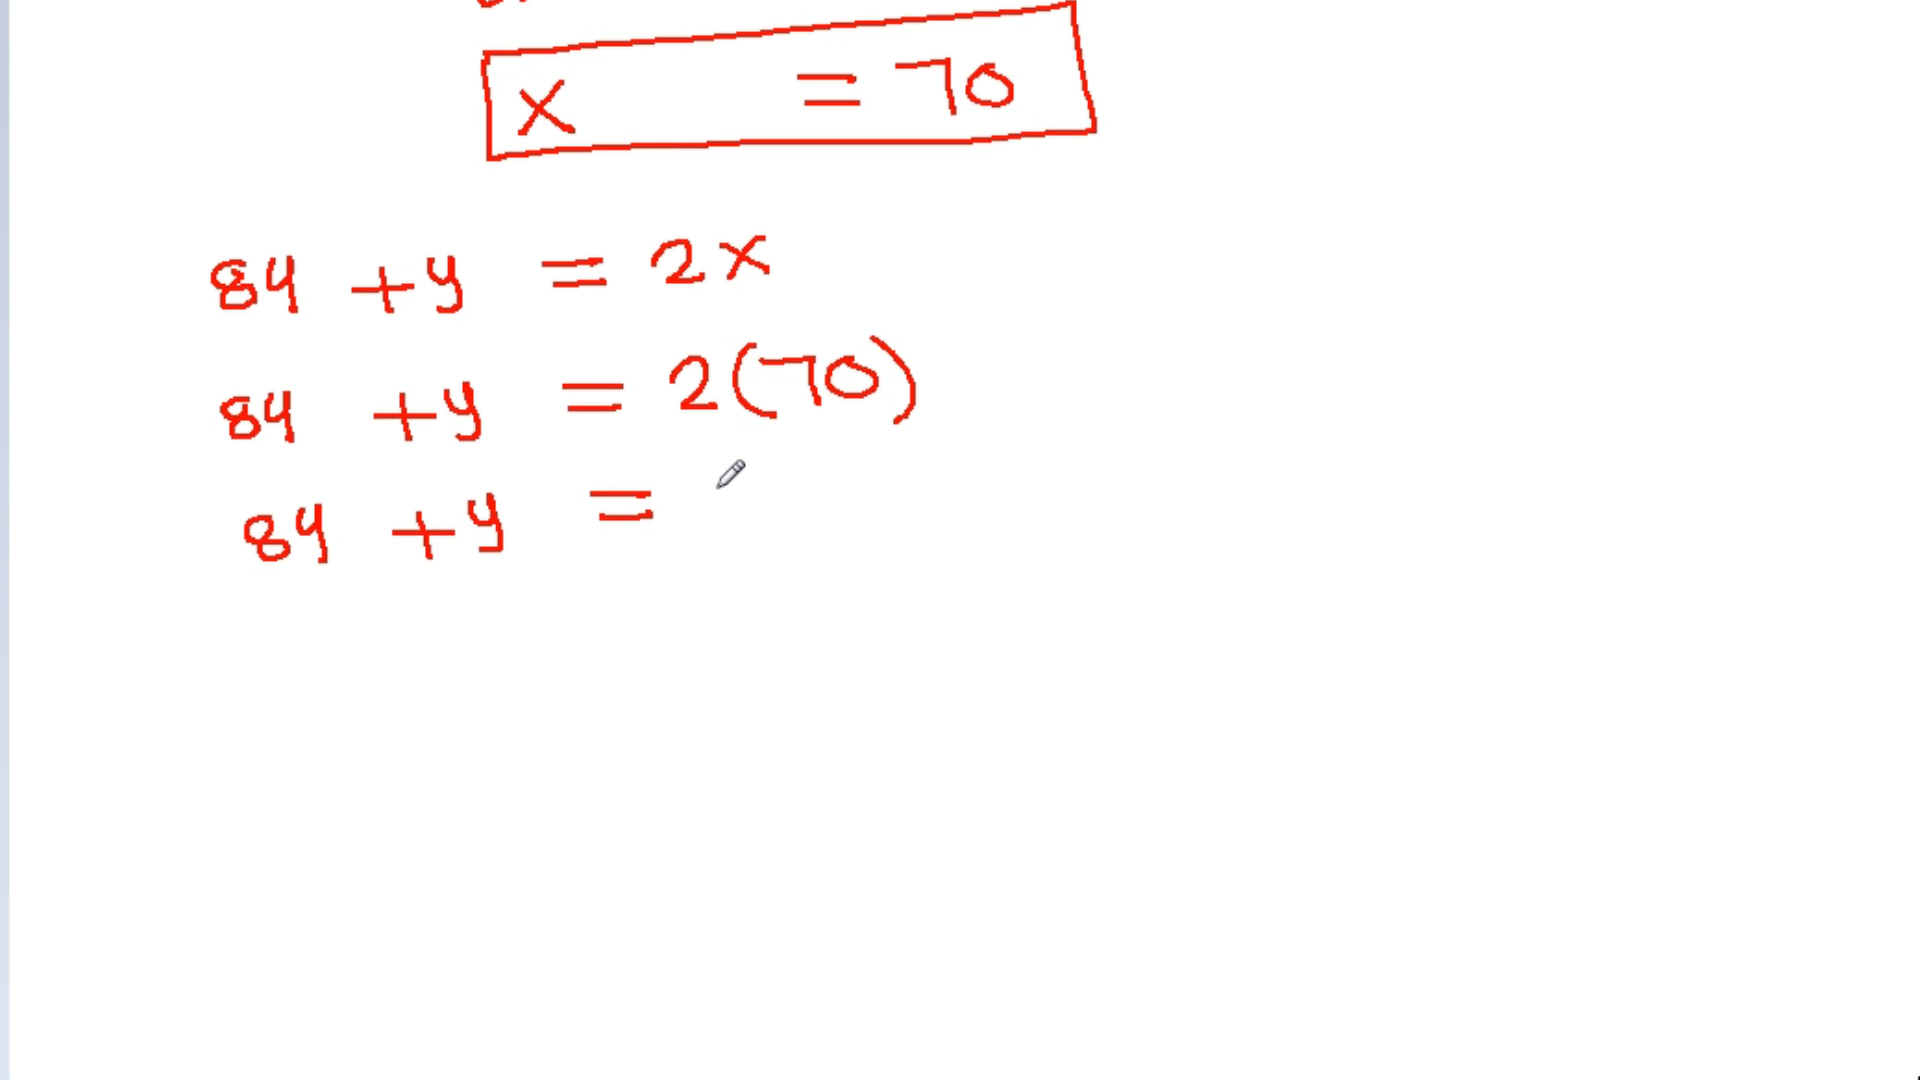 x = 70
84 + y = 2x
84 + y = 2(70)
84 + y =